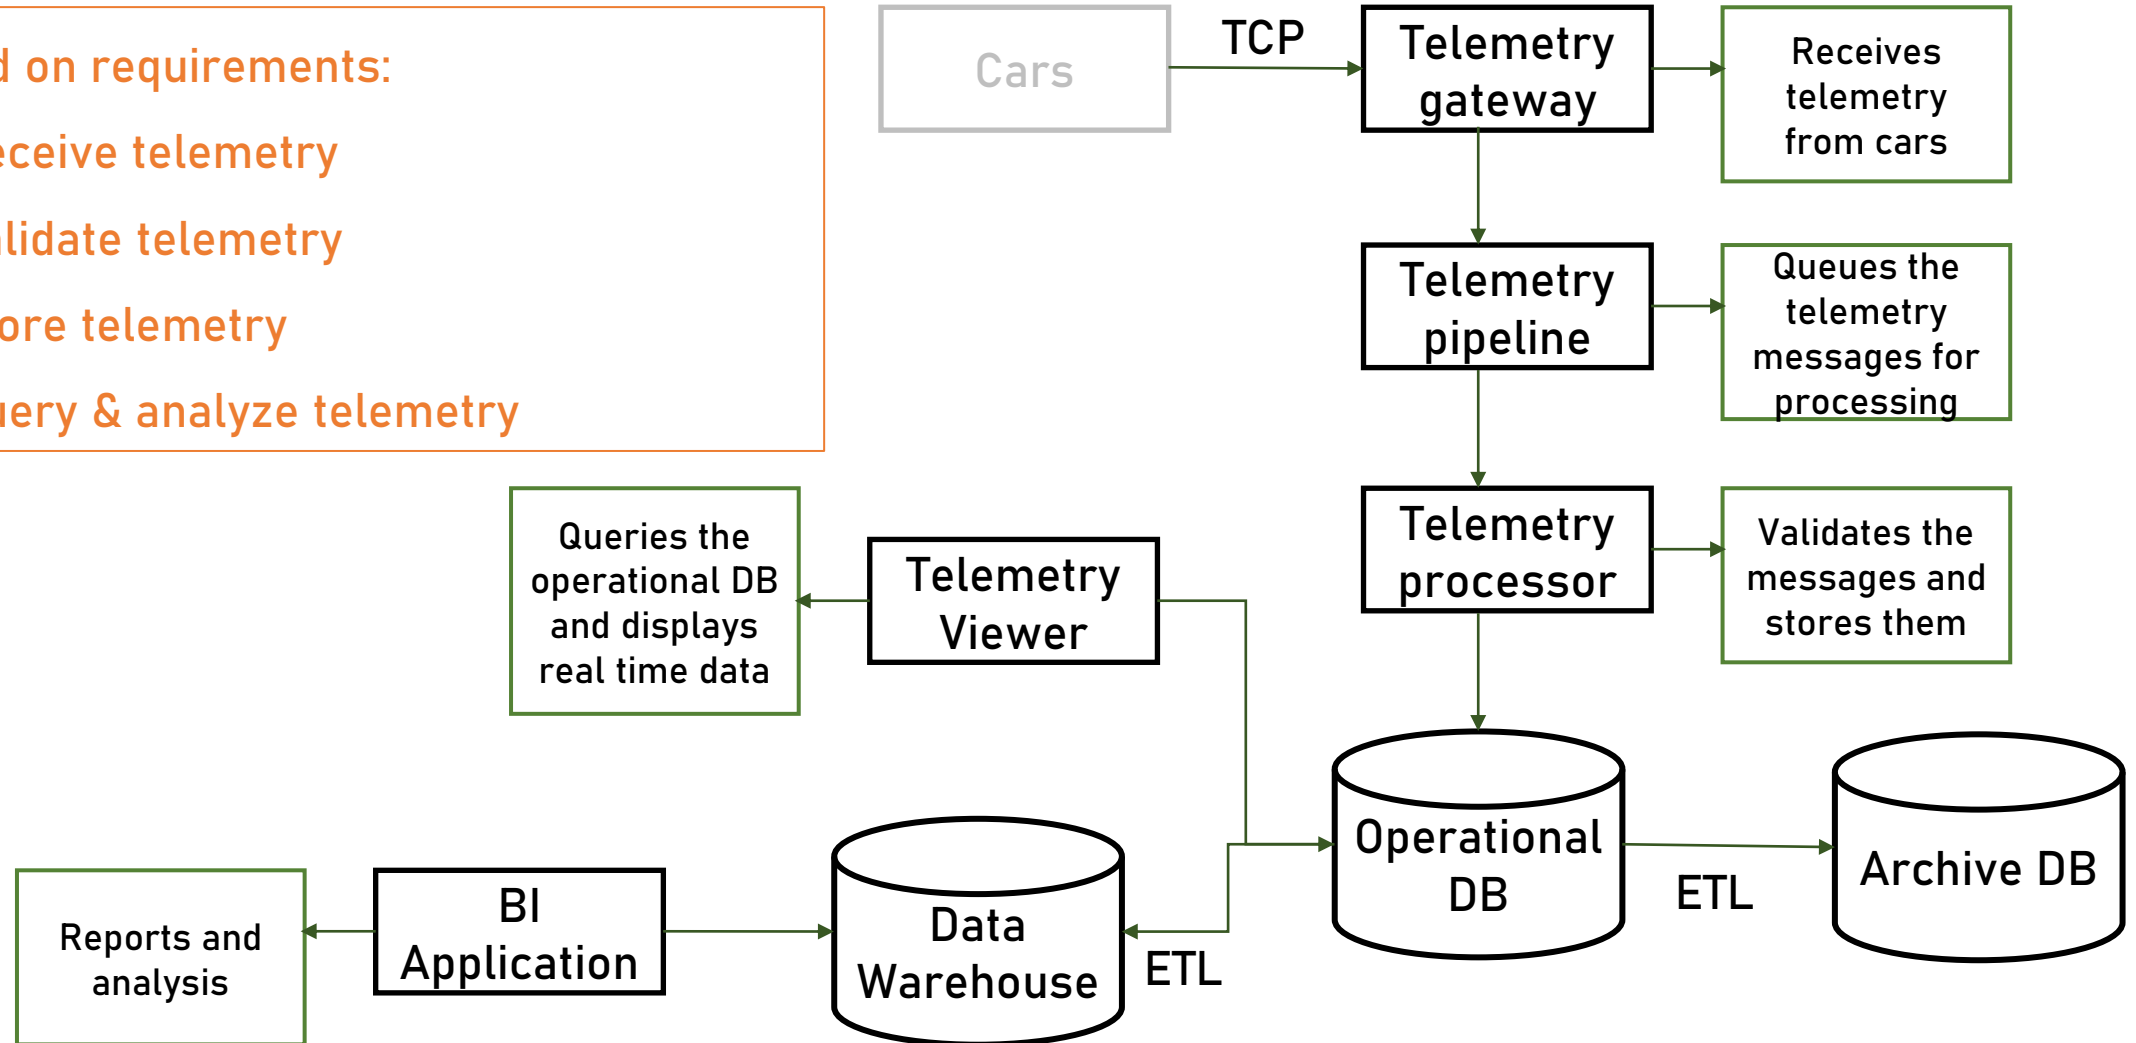 d on requirements:
eceive telemetry
alidate telemetry
ore telemetry
uery & analyze telemetry
Cars
TCP
Telemetry
gateway
Receives
telemetry
from cars
Telemetry
pipeline
Queues the
telemetry
messages for
processing
Telemetry
processor
Validates the
messages and
stores them
Queries the
operational DB
and displays
real time data
Telemetry
Viewer
Operational
DB
ETL
Archive DB
Reports and
analysis
BI
Application
Data
Warehouse
ETL